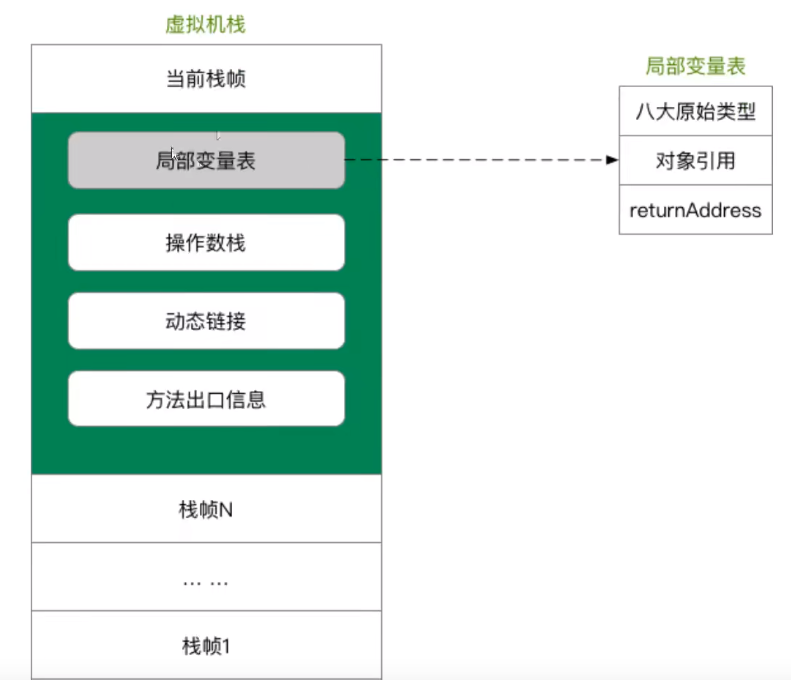 虚拟机栈
当前栈帧
局部变量表
操作数栈
动态链接
方法出口信息
栈帧N
... ...
栈帧1
局部变量表
八大原始类型
对象引用
returnAddress